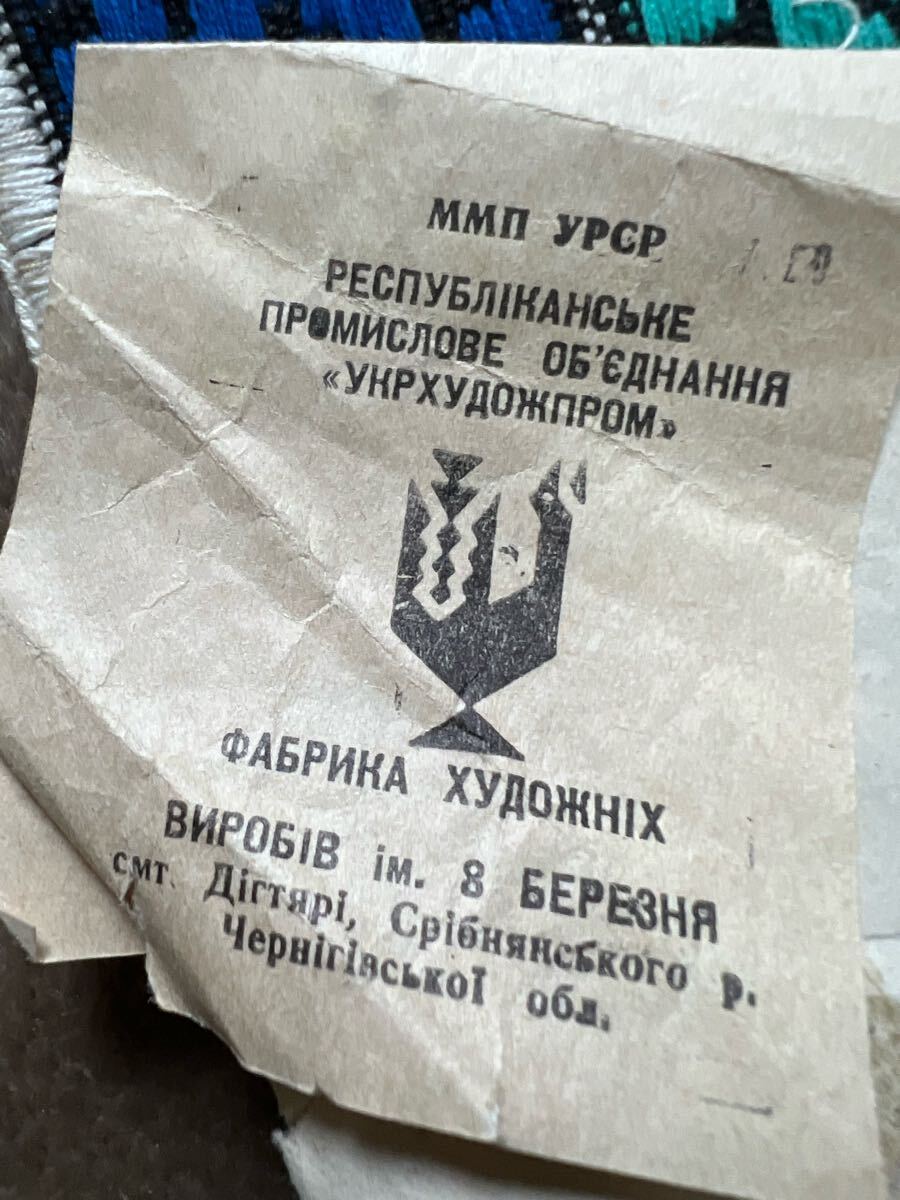 ММП УРСР
РЕСПУБЛІКАНСЬКЕ
ПРОМИСЛОВЕ ОБ'ЄДНАННЯ
«УКРХУДОЖПРОМ»
ФАБРИКА ХУДОЖНІХ
ВИРОБІВ ім. 8 БЕРЕЗНЯ
смт. Дігтярі, Срібнянського р.
Чернігівської обл.